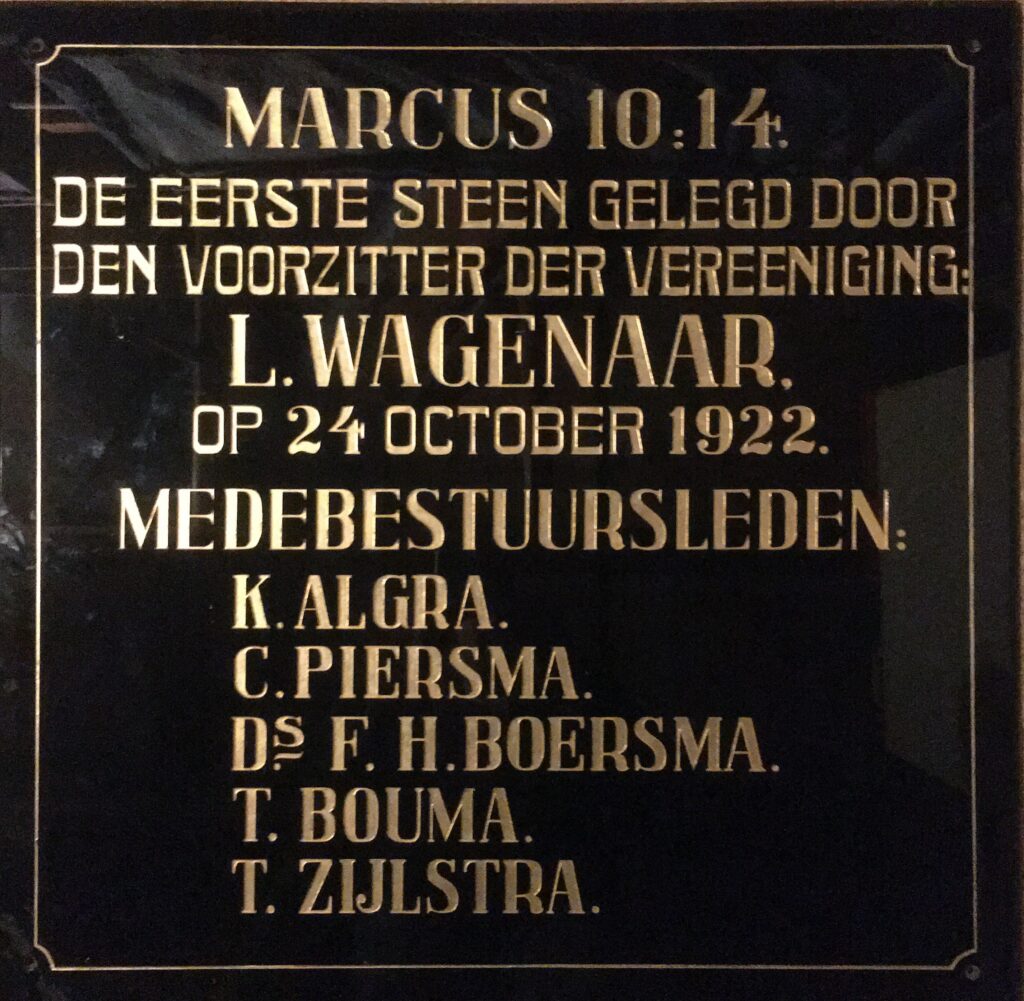 MARCUS 10:14.
DE EERSTE STEEN GELEGD DOOR
DEN VOORZITTER DER VEREENIGING:
L. WAGENAAR.
OP 24 OCTOBER 1922.
MEDEBESTUURSLEDEN:
K. ALGRA.
C. PIERSMA.
Ds F. H. BOERSMA.
T. BOUMA.
T. ZIJLSTRA.